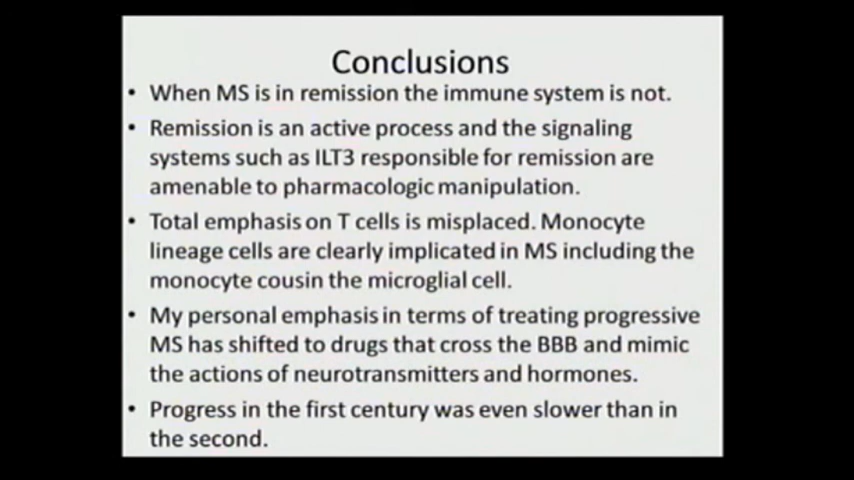 Conclusions
• When MS is in remission the immune system is not.
• Remission is an active process and the signaling
systems such as ILT3 responsible for remission are
amenable to pharmacologic manipulation.
• Total emphasis on T cells is misplaced. Monocyte
lineage cells are clearly implicated in MS including the
monocyte cousin the microglial cell.
• My personal emphasis in terms of treating progressive
MS has shifted to drugs that cross the BBB and mimic
the actions of neurotransmitters and hormones.
• Progress in the first century was even slower than in
the second.